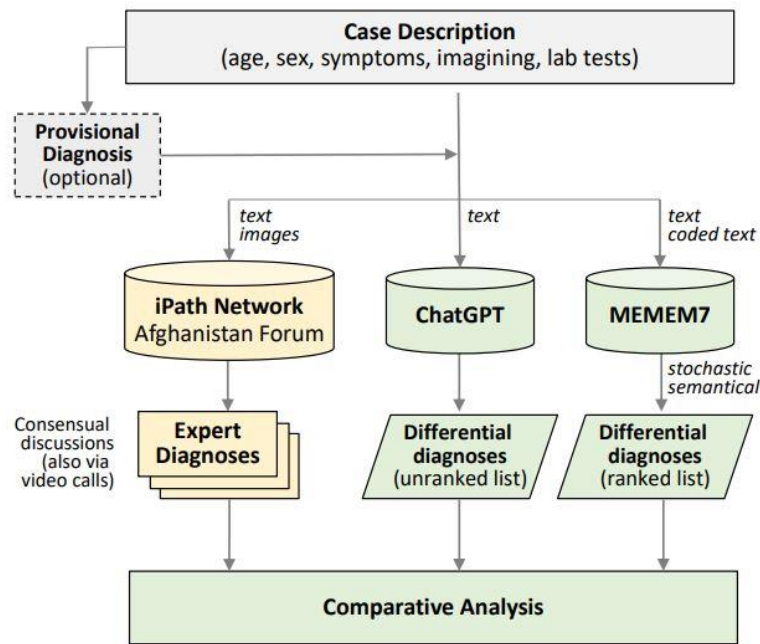 Case Description
(age, sex, symptoms, imagining, lab tests)
Provisional
Diagnosis
(optional)
text
images
text
text
coded text
iPath Network
Afghanistan Forum
ChatGPT
MEMEM7
stochastic
semantical
Consensual
discussions
(also via
video calls)
Expert
Diagnoses
Differential
diagnoses
(unranked list)
Differential
diagnoses
(ranked list)
Comparative Analysis